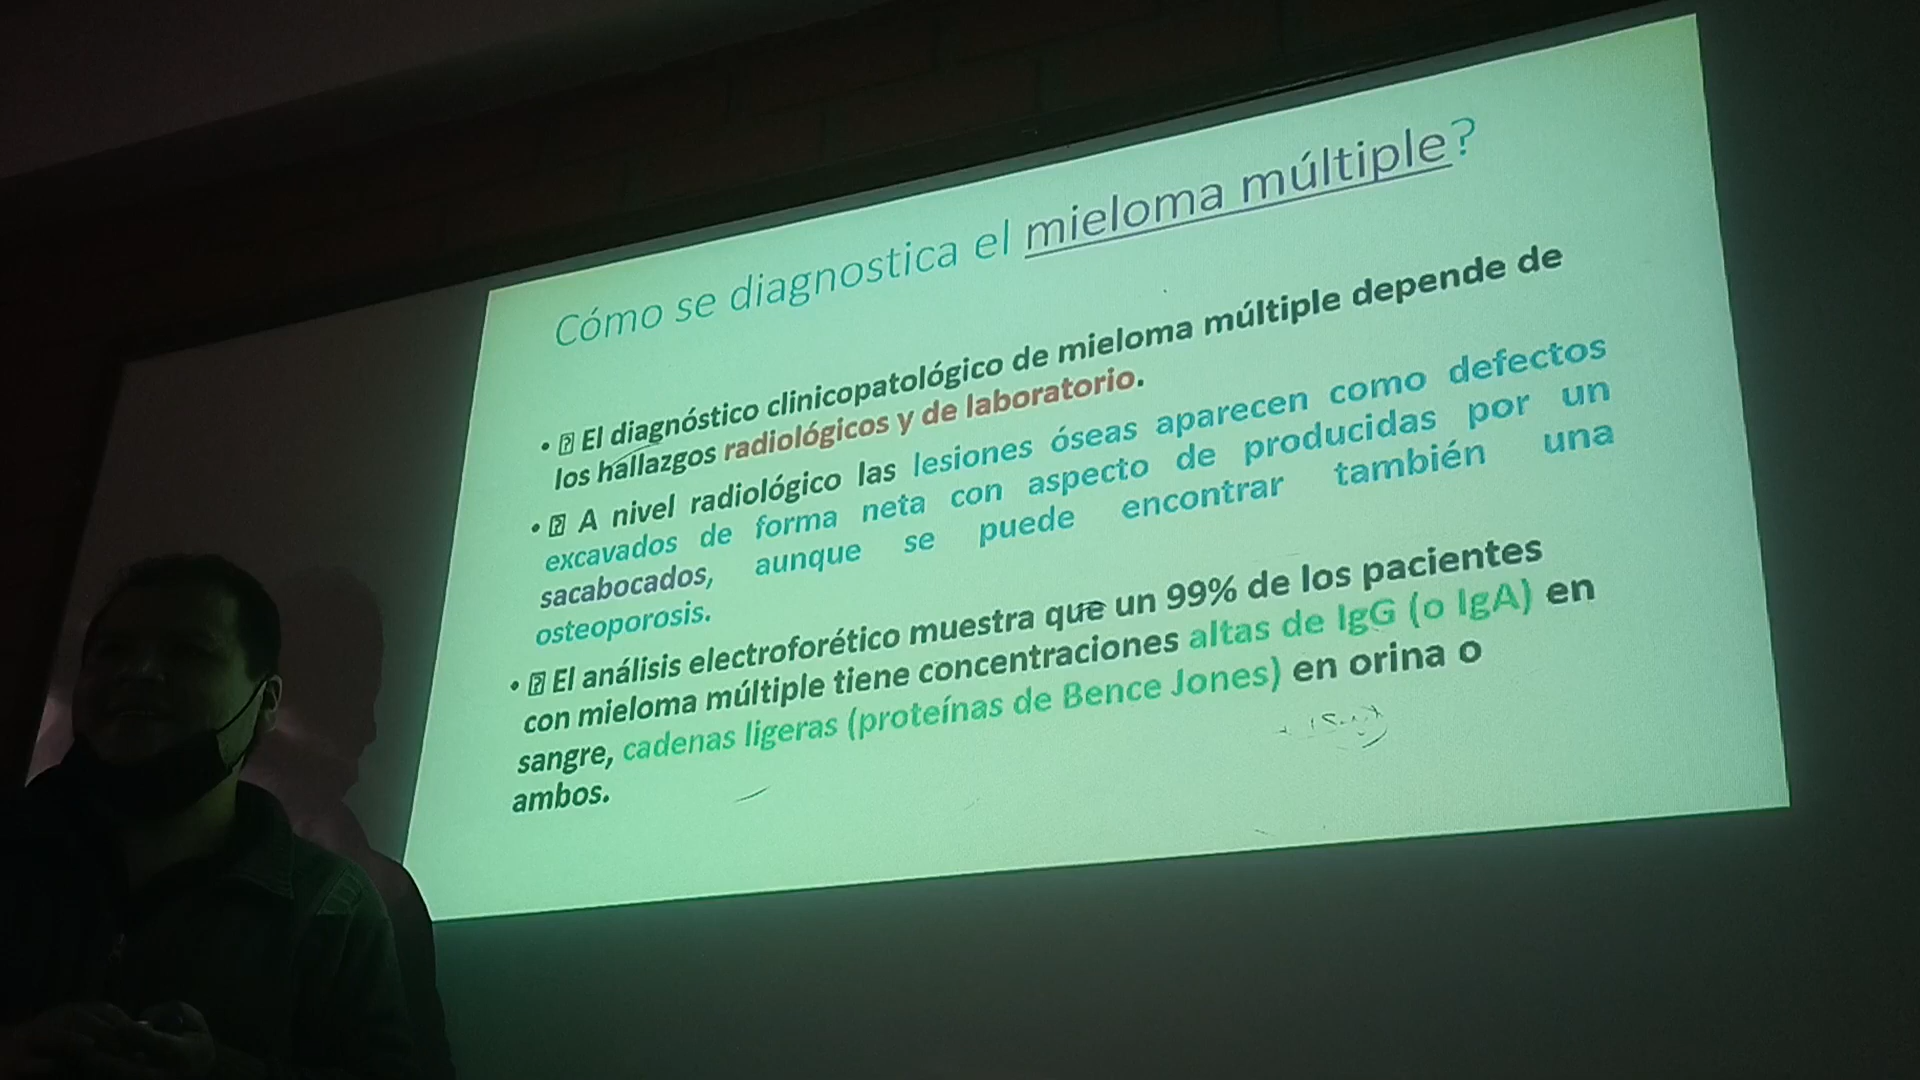 Cómo se diagnostica el mieloma múltiple?
• El diagnóstico clinicopatológico de mieloma múltiple depende de
los hallazgos radiológicos y de laboratorio.
• A nivel radiológico las lesiones óseas aparecen como defectos
excavados de forma neta con aspecto de producidas por un
sacabocados, aunque se puede encontrar también una
osteoporosis.
• El análisis electroforético muestra que un 99% de los pacientes
con mieloma múltiple tiene concentraciones altas de IgG (o IgA) en
sangre, cadenas ligeras (proteínas de Bence Jones) en orina o
ambos.